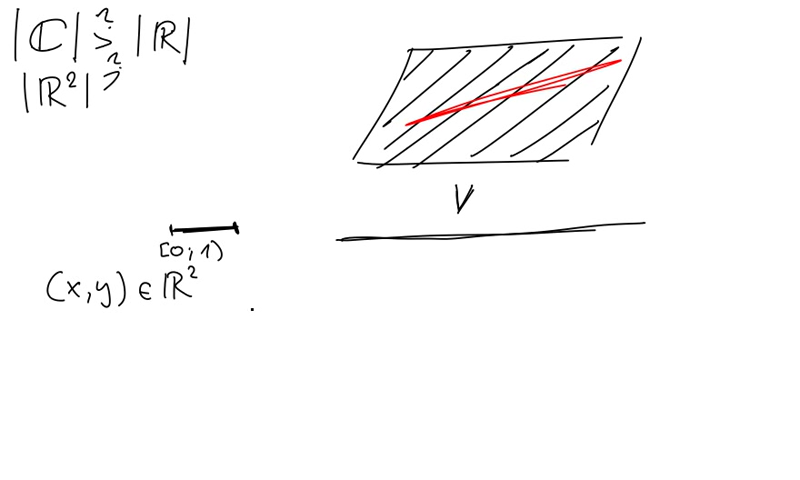 |ℂ| >? |ℝ|
|ℝ²| >?
V
[0; 1)
(x,y) ∈ ℝ²